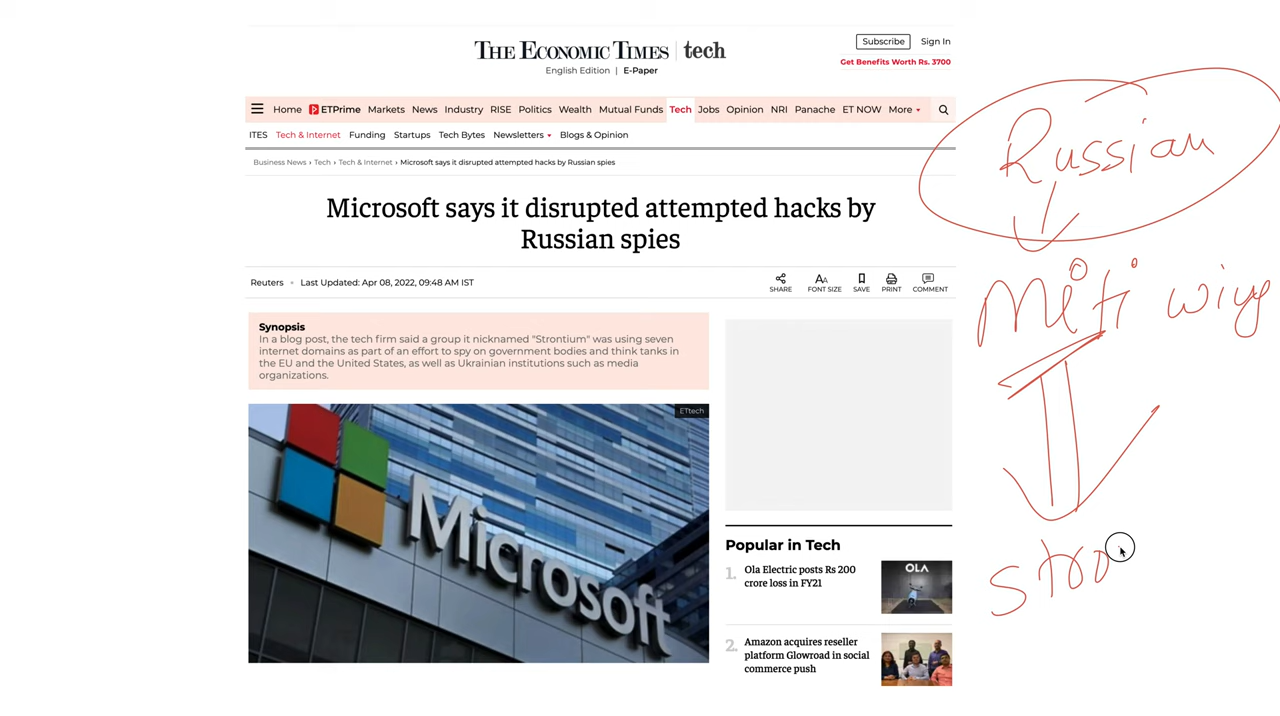 THE ECONOMIC TIMES | tech
English Edition | E-Paper
Subscribe Sign In
Get Benefits Worth Rs. 3700
Home ETPrime Markets News Industry RISE Politics Wealth Mutual Funds Tech Jobs Opinion NRI Panache ET NOW More
ITES Tech & Internet Funding Startups Tech Bytes Newsletters Blogs & Opinion
Business News › Tech › Tech & Internet › Microsoft says it disrupted attempted hacks by Russian spies
Microsoft says it disrupted attempted hacks by
Russian spies
Reuters • Last Updated: Apr 08, 2022, 09:48 AM IST
SHARE FONT SIZE SAVE PRINT COMMENT
Synopsis
In a blog post, the tech firm said a group it nicknamed "Strontium" was using seven
internet domains as part of an effort to spy on government bodies and think tanks in
the EU and the United States, as well as Ukrainian institutions such as media
organizations.
ETtech
Microsoft
Popular in Tech
1. Ola Electric posts Rs 200
crore loss in FY21
OLA
2. Amazon acquires reseller
platform Glowroad in social
commerce push
Russian
wing
stro